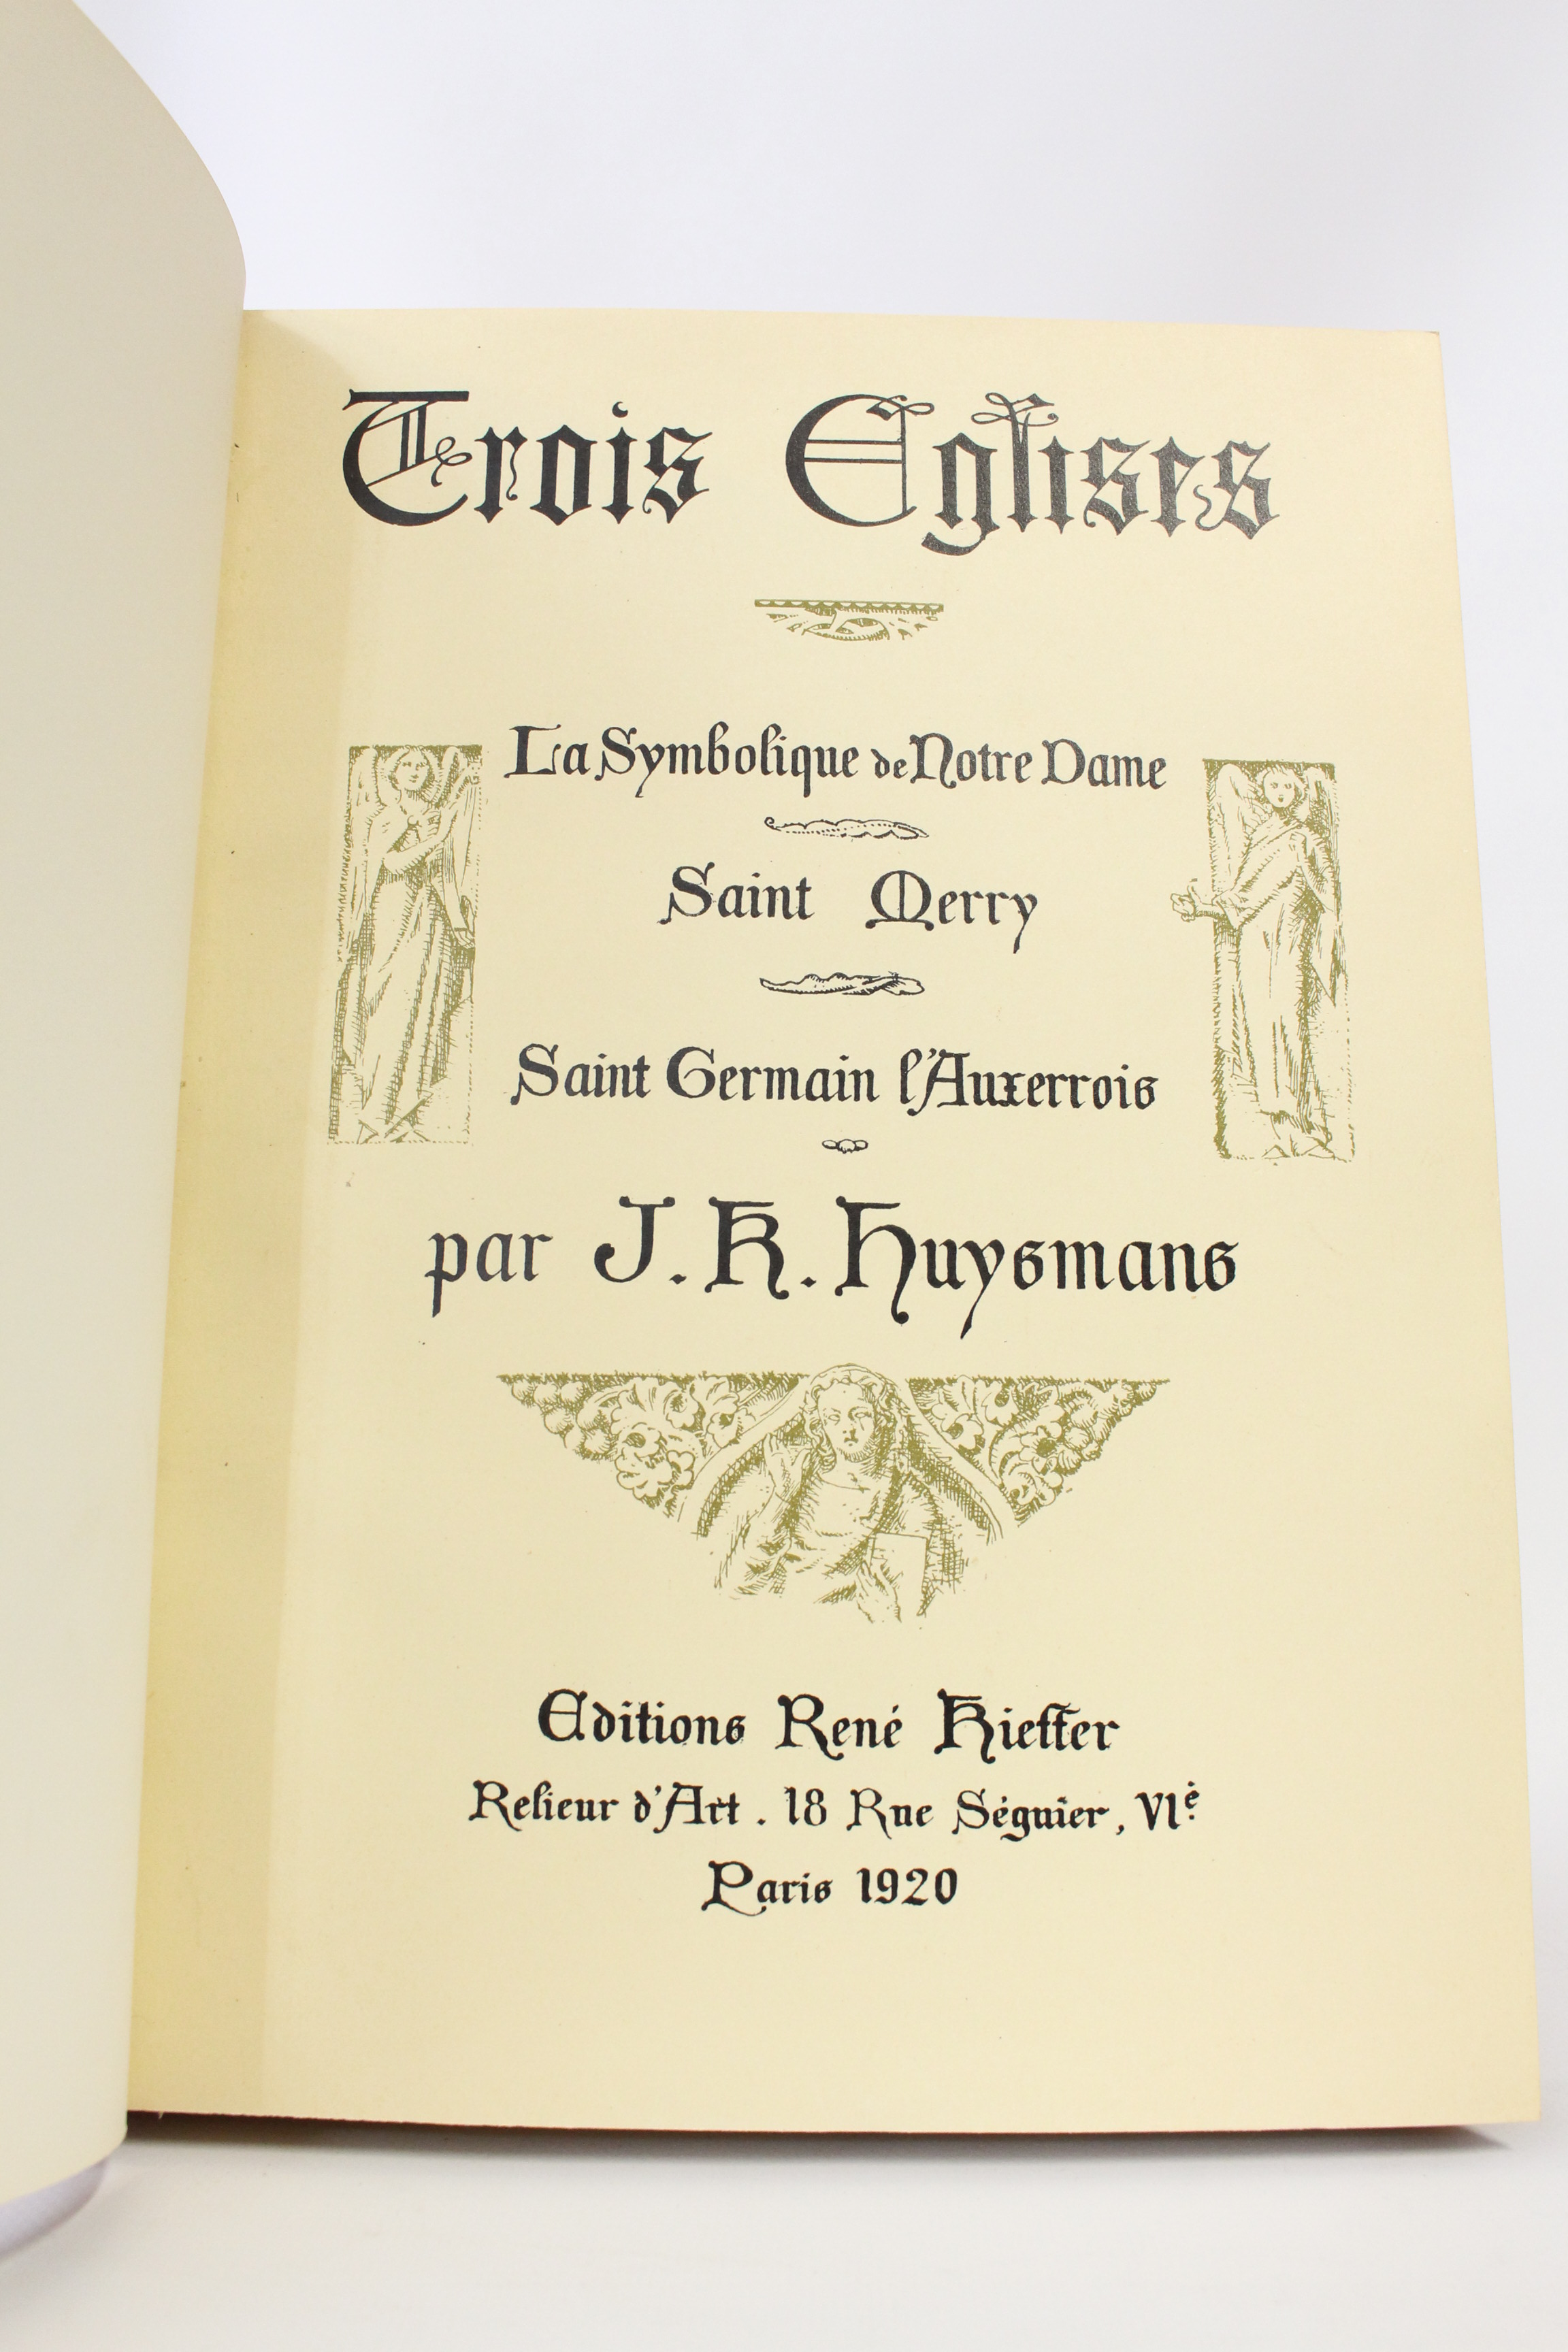 Trois Eglises
La Symbolique de Notre Dame
Saint Merry
Saint Germain l'Auxerrois
par J. K. Huysmans
Editions René Kieffer
Relieur d'Art . 18 Rue Séguier, VIe
Paris 1920